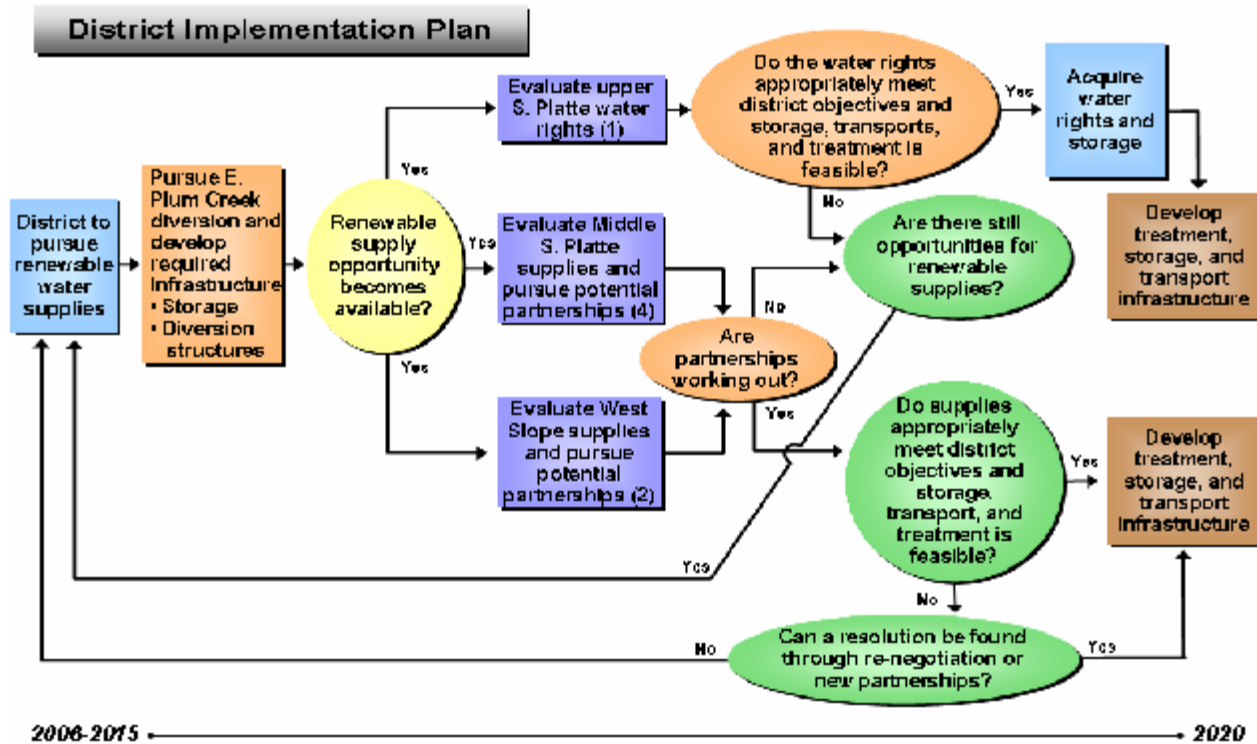 District Implementation Plan
Evaluate upper
S. Platte water
rights (1)
Do the water rights
appropriately meet
district objectives and
storage, transports,
and treatment is
feasible?
Yes
Acquire
water
rights and
storage
Yes
No
District to
pursue
renewable
water
supplies
Pursue E.
Plum Creek
diversion and
develop
required
Infrastructure
• Storage
• Diversion
structures
Renewable
supply
opportunity
becomes
available?
Yes
Evaluate Middle
S. Platte
supplies and
pursue potential
partnerships (4)
Are there still
opportunities for
renewable
supplies?
Develop
treatment,
storage, and
transport
infrastructure
No
Are
partnerships
working out?
Yes
Yes
Evaluate West
Slope supplies
and pursue
potential
partnerships (2)
Do supplies
appropriately
meet district
objectives and
storage,
transport, and
treatment is
feasible?
Yes
Develop
treatment,
storage, and
transport
Infrastructure
Yes
No
No
Can a resolution be found
through re-negotiation or
new partnerships?
Yes
2006-2015
2020